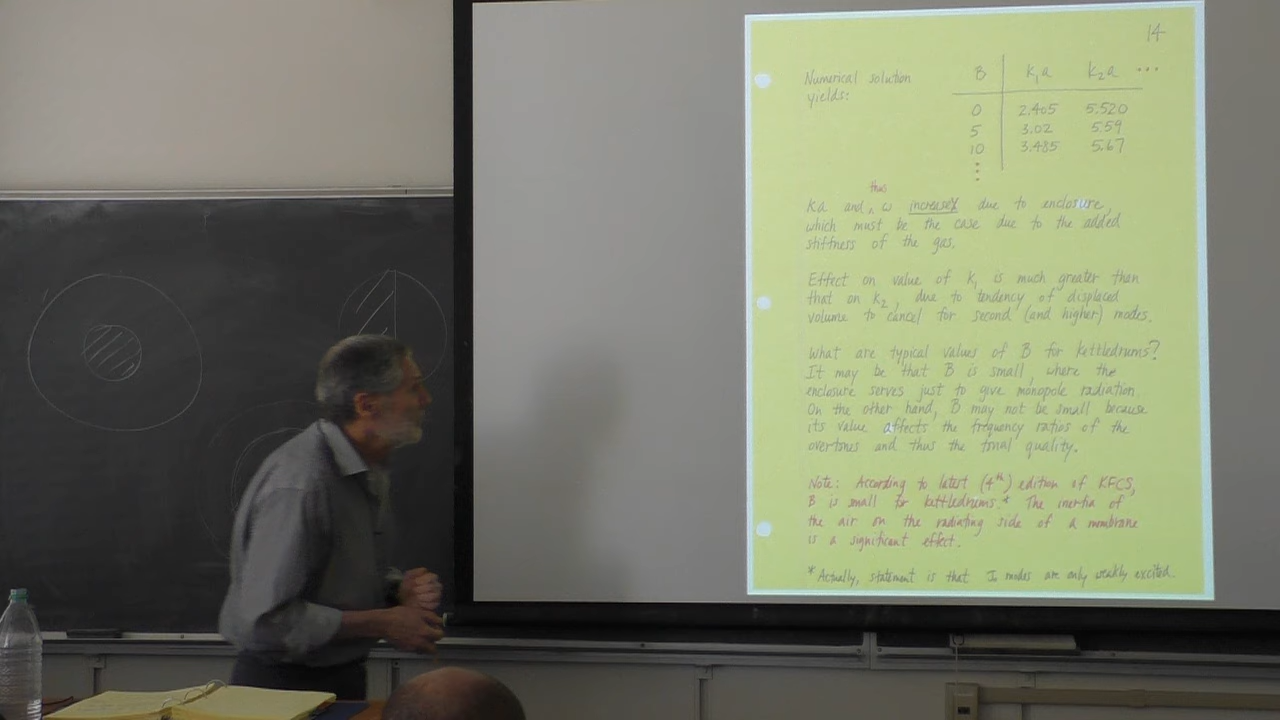 14
Numerical solution
yields:
B k₁a k₂a ...
0 2.405 5.520
5 3.02 5.59
10 3.485 5.67
thus
ka and ʌ ω increase due to enclosure,
which must be the case due to the added
stiffness of the gas.
Effect on value of k₁ is much greater than
that on k₂, due to tendency of displaced
volume to cancel for second (and higher) modes.
What are typical values of B for kettledrums?
It may be that B is small, where the
enclosure serves just to give monopole radiation.
On the other hand, B may not be small because
its value affects the frequency ratios of the
overtones and thus the tonal quality.
Note: According to latest (4th) edition of KFCS,
B is small for kettledrums.* The inertia of
the air on the radiating side of a membrane
is a significant effect.
* Actually, statement is that J₀ modes are only weakly excited.